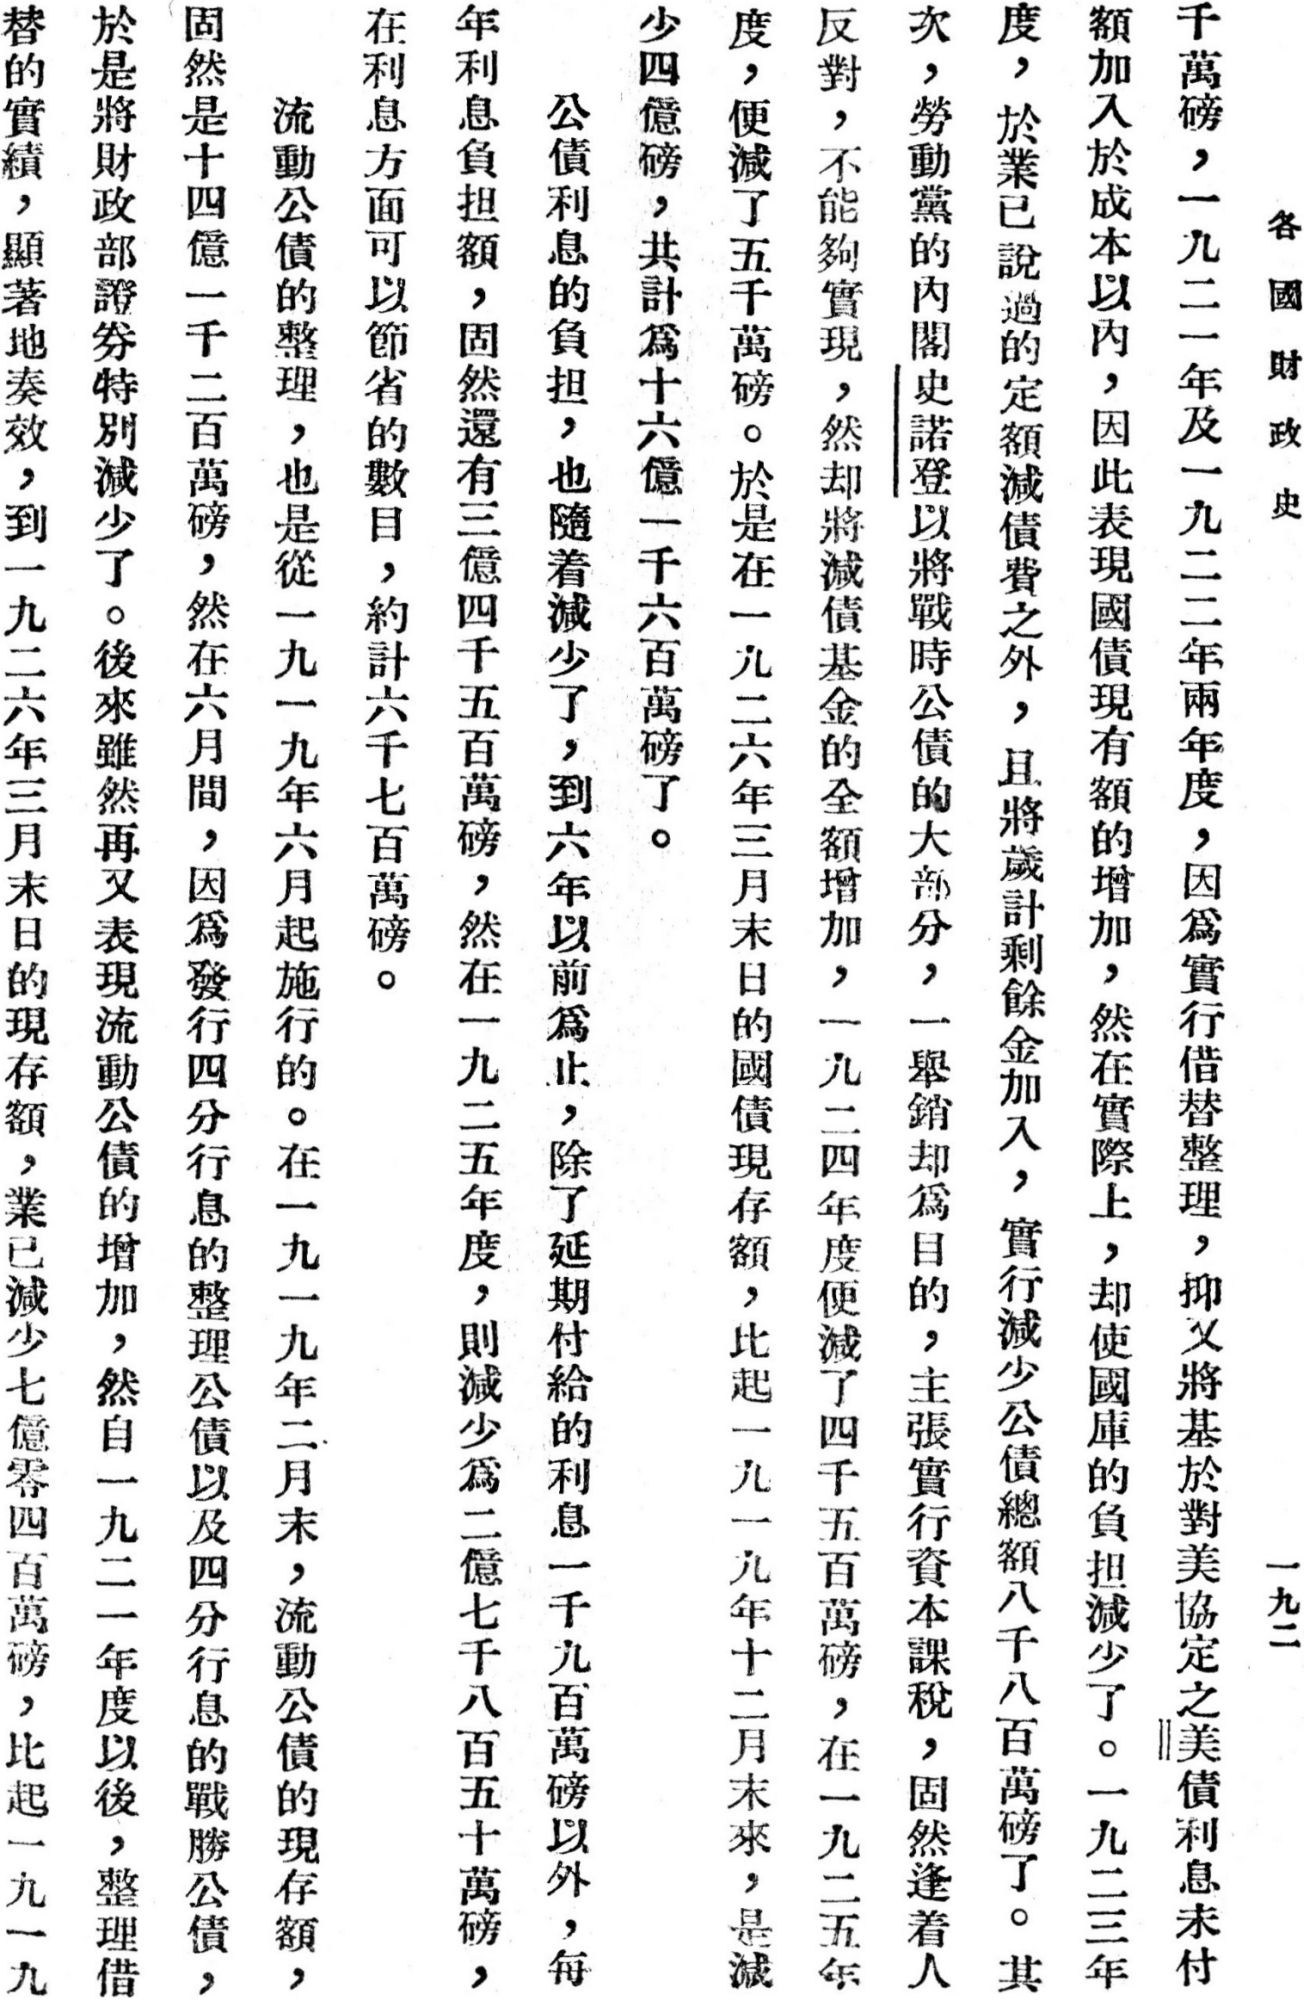 各國財政史
一九二
千萬磅，一九二一年及一九二二年兩年度，因爲實行借替整理，抑又將基於對美協定之美債利息未付
額加入於成本以內，因此表現國債現有額的增加，然在實際上，却使國庫的負担減少了。一九二三年
度，於業已說過的定額減債費之外，且將歲計剩餘金加入，實行減少公債總額八千八百萬磅了。其
次，勞動黨的內閣史諾登以將戰時公債的大部分，一舉銷却爲目的，主張實行資本課稅，固然逢着人
反對，不能夠實現，然却將減債基金的全額增加，一九二四年度便減了四千五百萬磅，在一九二五年
度，便減了五千萬磅。於是在一九二六年三月末日的國債現存額，比起一九一九年十二月末來，是減
少四億磅，共計爲十六億一千六百萬磅了。
公債利息的負担，也隨着減少了，到六年以前爲止，除了延期付給的利息一千九百萬磅以外，每
年利息負担額，固然還有三億四千五百萬磅，然在一九二五年度，則減少爲二億七千八百五十萬磅，
在利息方面可以節省的數目，約計六千七百萬磅。
流動公債的整理，也是從一九一九年六月起施行的。在一九一九年二月末，流動公債的現存額，
固然是十四億一千二百萬磅，然在六月間，因爲發行四分行息的整理公債以及四分行息的戰勝公債，
於是將財政部證券特別減少了。後來雖然再又表現流動公債的增加，然自一九二一年度以後，整理借
替的實績，顯著地奏效，到一九二六年三月末日的現存額，業已減少七億零四百萬磅，比起一九一九